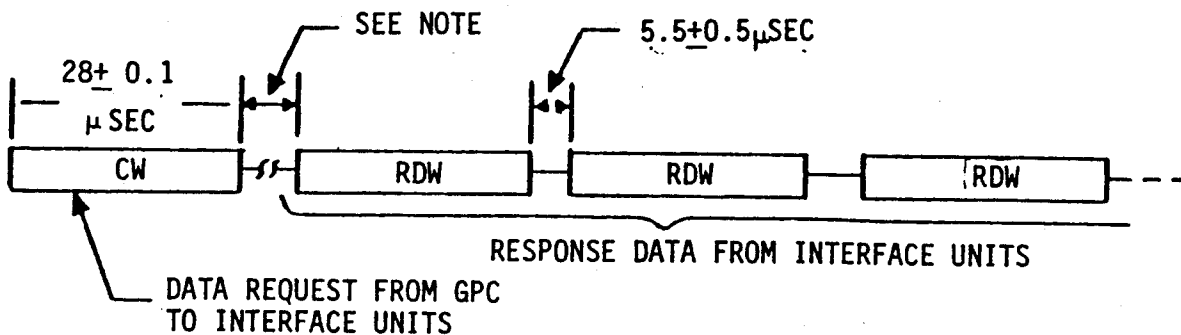 SEE NOTE
5.5±0.5μSEC
28± 0.1
μ SEC
CW
RDW
RDW
RDW
RESPONSE DATA FROM INTERFACE UNITS
DATA REQUEST FROM GPC
TO INTERFACE UNITS